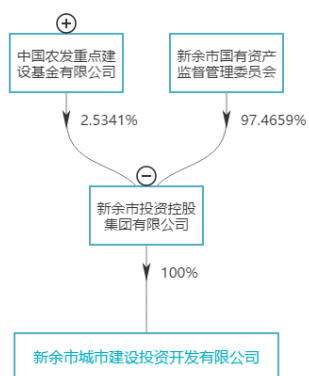 中国农发重点建
设基金有限公司
新余市国有资产
监督管理委员会
2.5341%
97.4659%
新余市投资控股
集团有限公司
100%
新余市城市建设投资开发有限公司